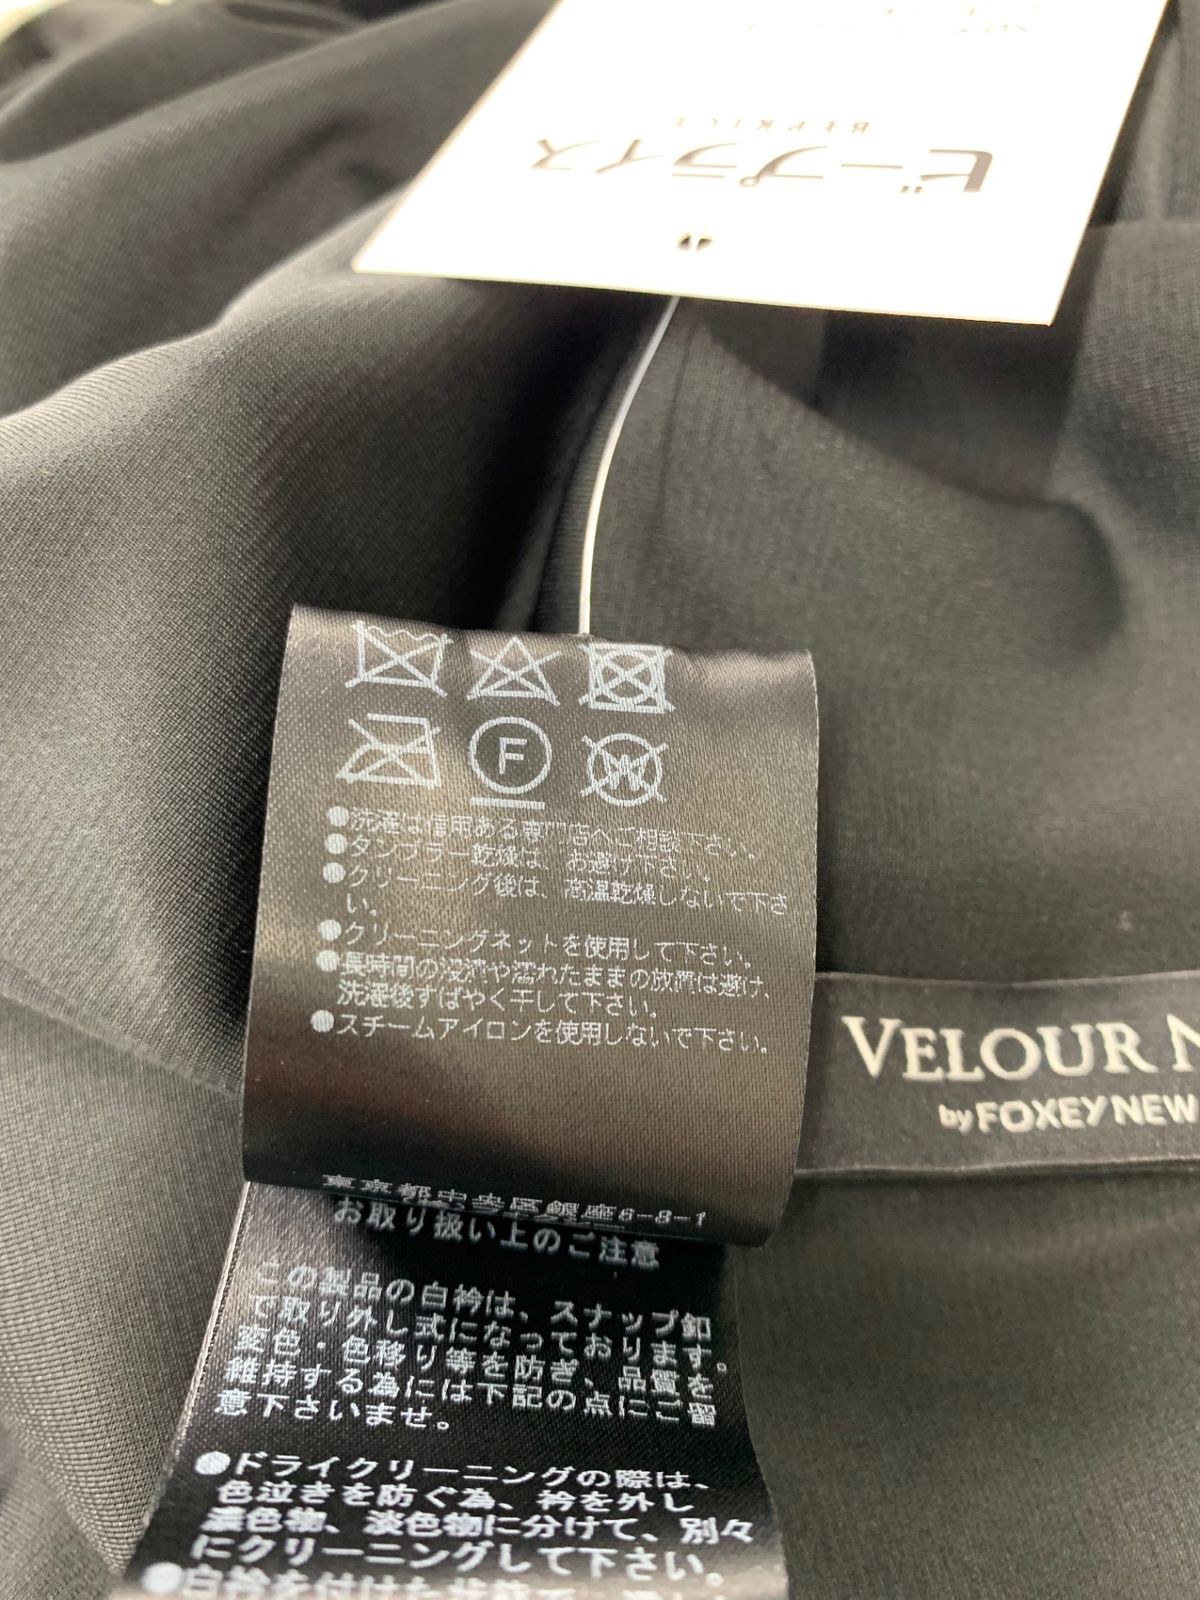 ビープライス
BEPRICE
F
W
●洗濯は信用ある専門店へご相談下さい。
●タンブラー乾燥は、お避け下さい。
●クリーニング後は、高温乾燥しないで下さ
い。
●クリーニングネットを使用して下さい。
●長時間の浸漬や濡れたままの放置は避け、
洗濯後すばやく干して下さい。
●スチームアイロンを使用しないで下さい。
VELOUR N
by FOXEY NEW
東京都中央区銀座6-8-1
お取り扱い上のご注意
この製品の白衿は、スナップ釦
で取り外し式になっております。
変色・色移り等を防ぎ、品質を
維持する為には下記の点にご留
意下さいませ。
●ドライクリーニングの際は、
色泣きを防ぐ為、衿を外し
濃色物、淡色物に分けて、別々
にクリーニングして下さい。
●白衿を付けた